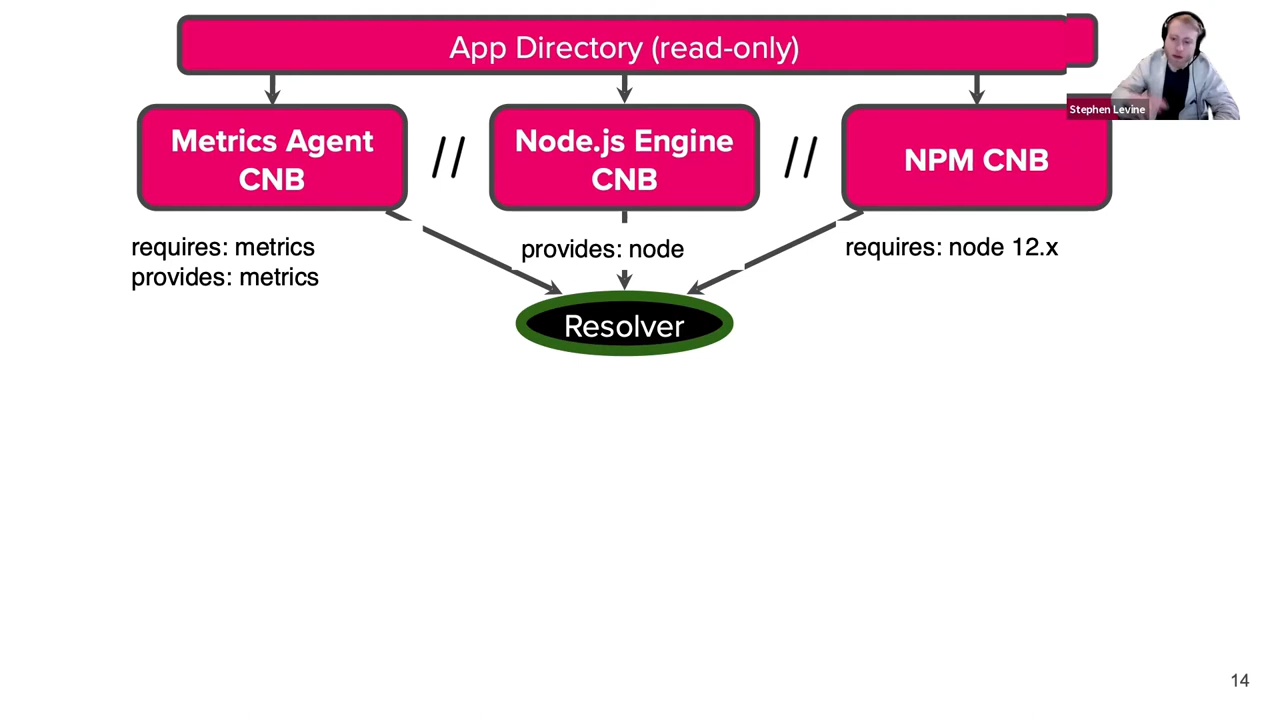 App Directory (read-only)
Stephen Levine
Metrics Agent
CNB
//
Node.js Engine
CNB
//
NPM CNB
requires: metrics
provides: metrics
provides: node
requires: node 12.x
Resolver
14